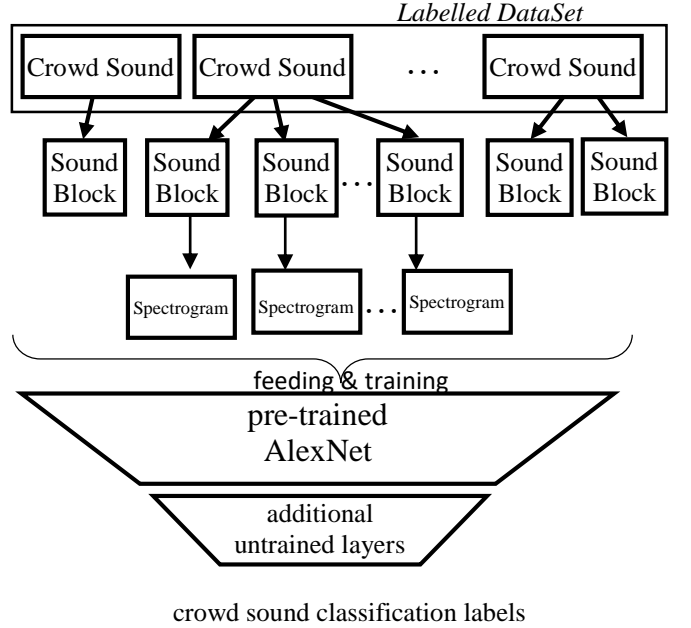 Labelled DataSet
Crowd Sound Crowd Sound ... Crowd Sound
Sound Sound Sound Sound Sound Sound
Block Block Block ... Block Block Block
Spectrogram Spectrogram ... Spectrogram
feeding & training
pre-trained
AlexNet
additional
untrained layers
crowd sound classification labels